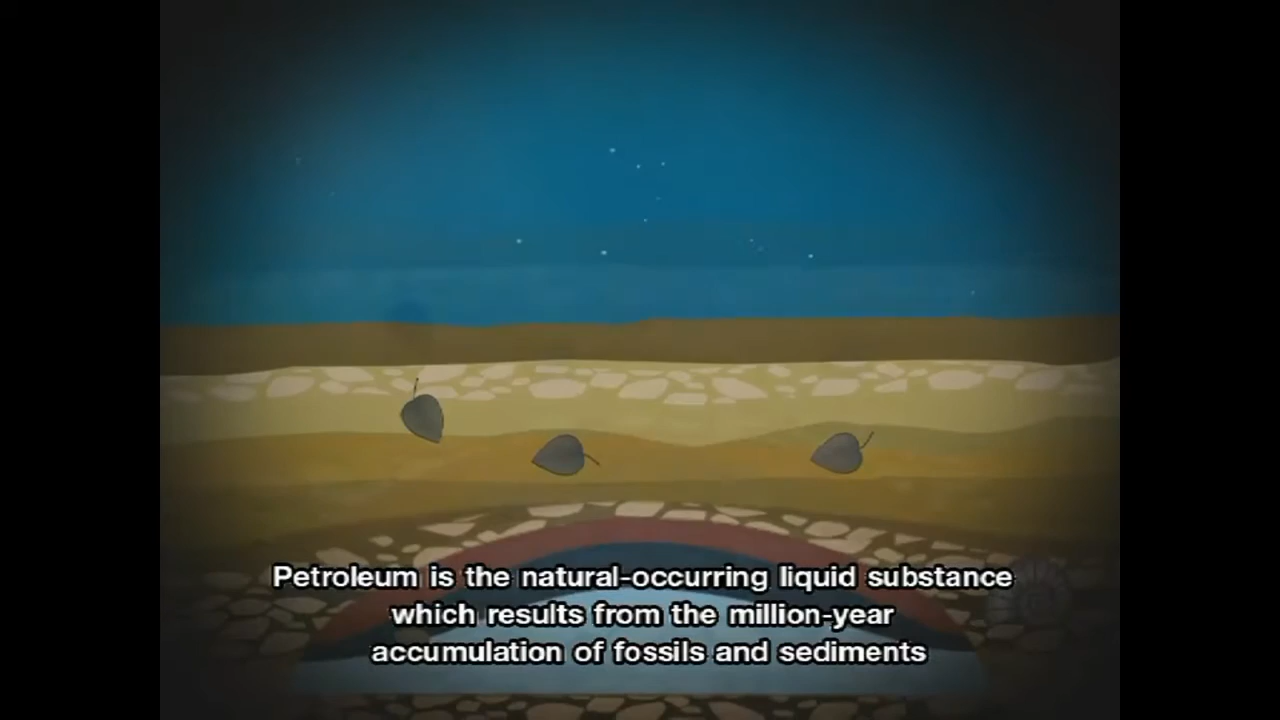 Petroleum is the natural-occurring liquid substance
which results from the million-year
accumulation of fossils and sediments